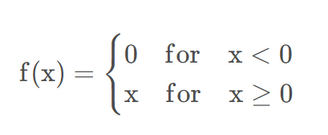 f(x) = { 0 for x < 0
x for x ≥ 0